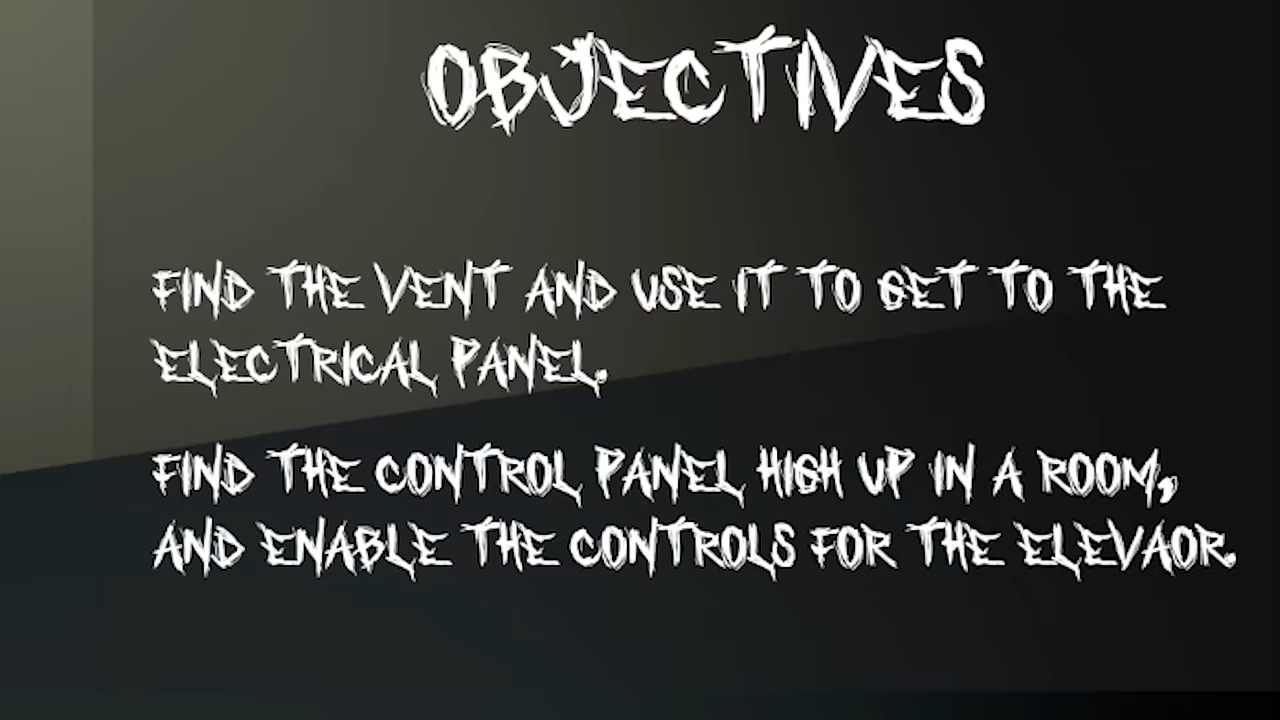 OBJECTIVES
FIND THE VENT AND USE IT TO GET TO THE
ELECTRICAL PANEL.
FIND THE CONTROL PANEL HIGH UP IN A ROOM,
AND ENABLE THE CONTROLS FOR THE ELEVAOR.